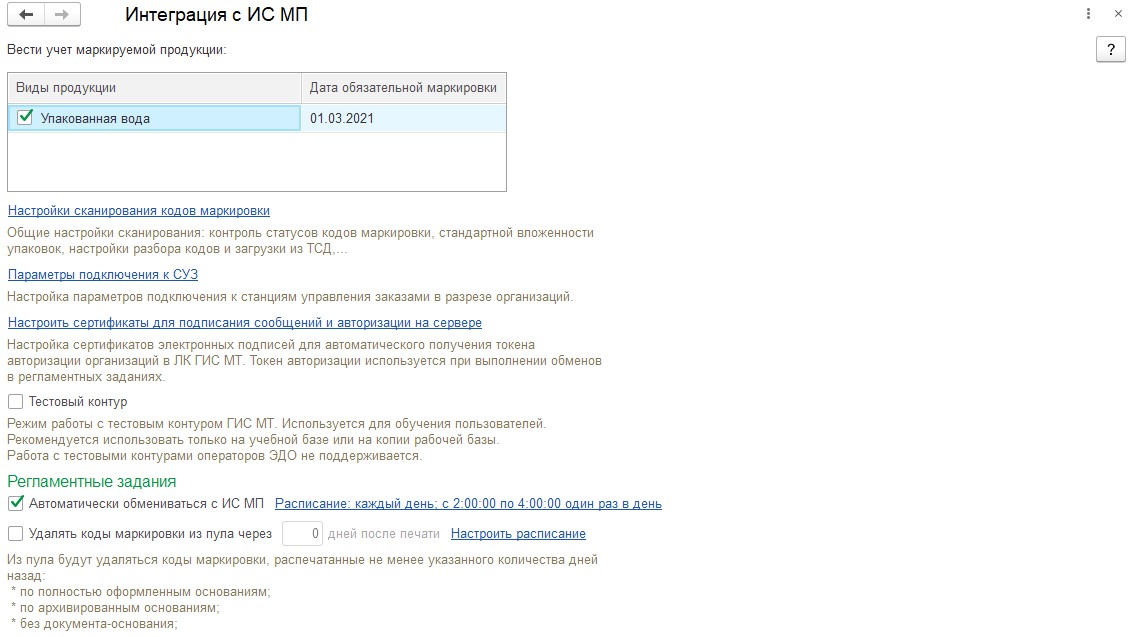 Интеграция с ИС МП
Вести учет маркируемой продукции:
?
Виды продукции Дата обязательной маркировки
Упакованная вода 01.03.2021
Настройки сканирования кодов маркировки
Общие настройки сканирования: контроль статусов кодов маркировки, стандартной вложенности
упаковок, настройки разбора кодов и загрузки из ТСД,...
Параметры подключения к СУЗ
Настройка параметров подключения к станциям управления заказами в разрезе организаций.
Настроить сертификаты для подписания сообщений и авторизации на сервере
Настройка сертификатов электронных подписей для автоматического получения токена
авторизации организаций в ЛК ГИС МТ. Токен авторизации используется при выполнении обменов
в регламентных заданиях.
Тестовый контур
Режим работы с тестовым контуром ГИС МТ. Используется для обучения пользователей.
Рекомендуется использовать только на учебной базе или на копии рабочей базы.
Работа с тестовыми контурами операторов ЭДО не поддерживается.
Регламентные задания
Автоматически обмениваться с ИС МП Расписание: каждый день; с 2:00:00 по 4:00:00 один раз в день
Удалять коды маркировки из пула через 0 дней после печати Настроить расписание
Из пула будут удаляться коды маркировки, распечатанные не менее указанного количества дней
назад:
* по полностью оформленным основаниям;
* по архивированным основаниям;
* без документа-основания;